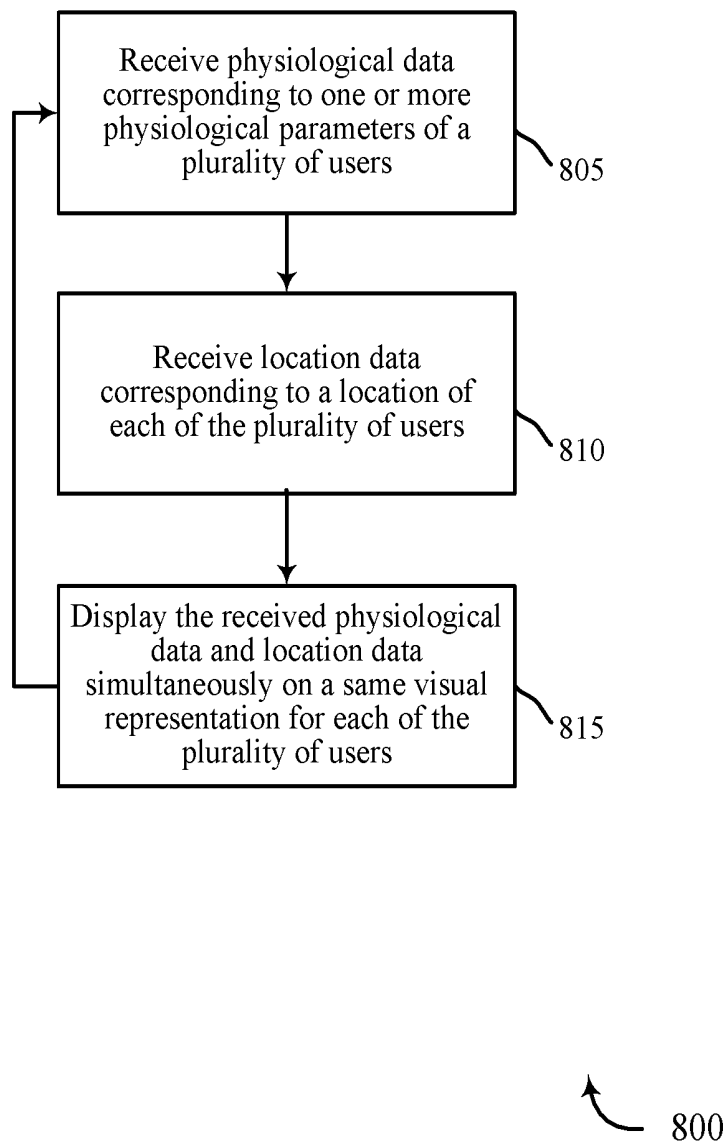 Receive physiological data
corresponding to one or more
physiological parameters of a
plurality of users
805
Receive location data
corresponding to a location of
each of the plurality of users
810
Display the received physiological
data and location data
simultaneously on a same visual
representation for each of the
plurality of users
815
800